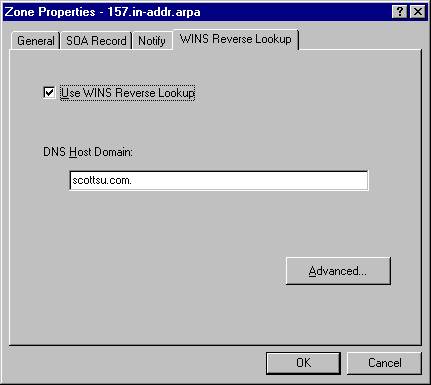 Zone Properties - 157.in-addr.arpa
General SOA Record Notify WINS Reverse Lookup
Use WINS Reverse Lookup
DNS Host Domain:
scottsu.com.
Advanced...
OK Cancel